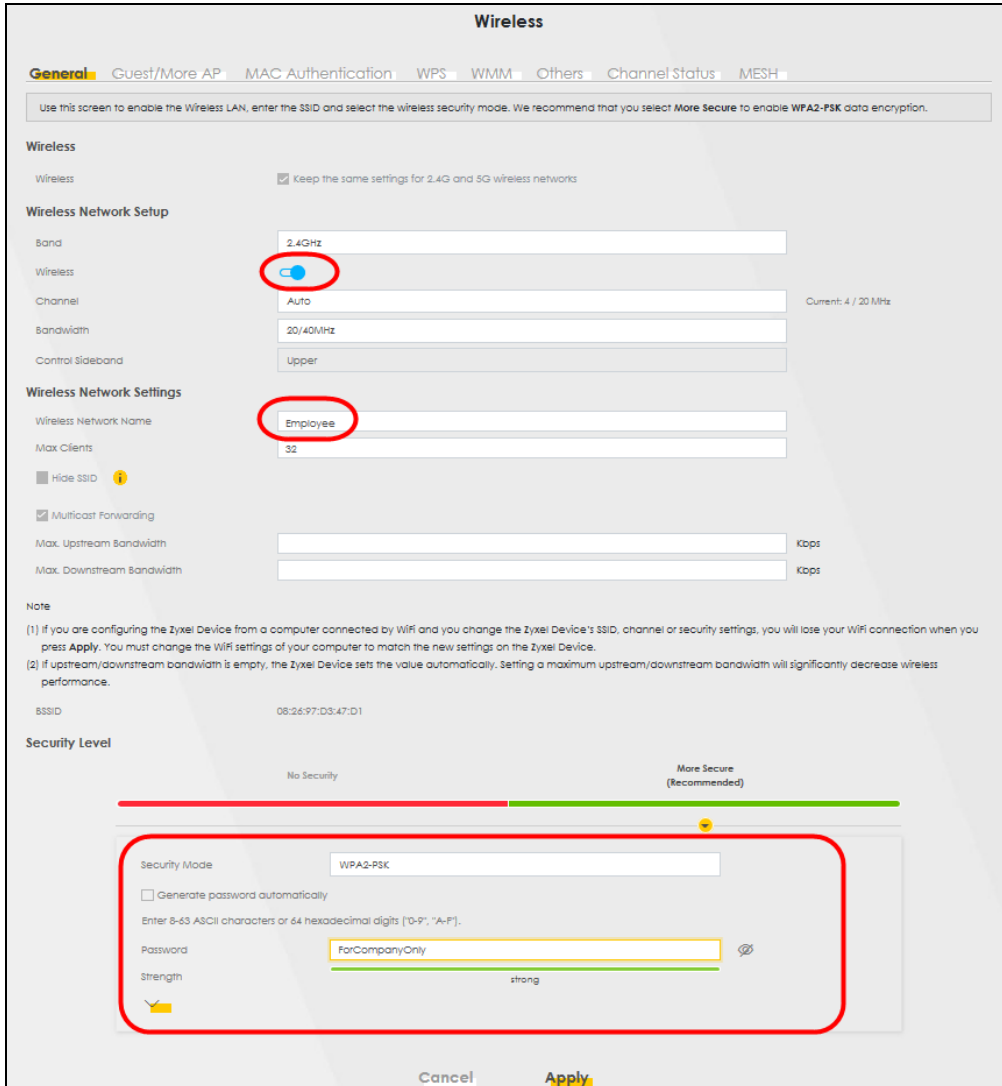 Wireless
General Guest/More AP MAC Authentication WPS WMM Others Channel Status MESH
Use this screen to enable the Wireless LAN, enter the SSID and select the wireless security mode. We recommend that you select More Secure to enable WPA2-PSK data encryption.
Wireless
Wireless Keep the same settings for 2.4G and 5G wireless networks
Wireless Network Setup
Band 2.4GHz
Wireless
Channel Auto Current: 4 / 20 MHz
Bandwidth 20/40MHz
Control Sideband Upper
Wireless Network Settings
Wireless Network Name Employee
Max Clients 32
Hide SSID i
Multicast Forwarding
Max. Upstream Bandwidth Kbps
Max. Downstream Bandwidth Kbps
Note
(1) If you are configuring the Zyxel Device from a computer connected by WiFi and you change the Zyxel Device's SSID, channel or security settings, you will lose your WiFi connection when you
press Apply. You must change the WiFi settings of your computer to match the new settings on the Zyxel Device.
(2) If upstream/downstream bandwidth is empty, the Zyxel Device sets the value automatically. Setting a maximum upstream/downstream bandwidth will significantly decrease wireless
performance.
BSSID 08:26:97:D3:47:D1
Security Level
No Security More Secure
(Recommended)
Security Mode WPA2-PSK
Generate password automatically
Enter 8-63 ASCII characters or 64 hexadecimal digits ("0-9", "A-F").
Password ForCompanyOnly
Strength strong
Cancel Apply